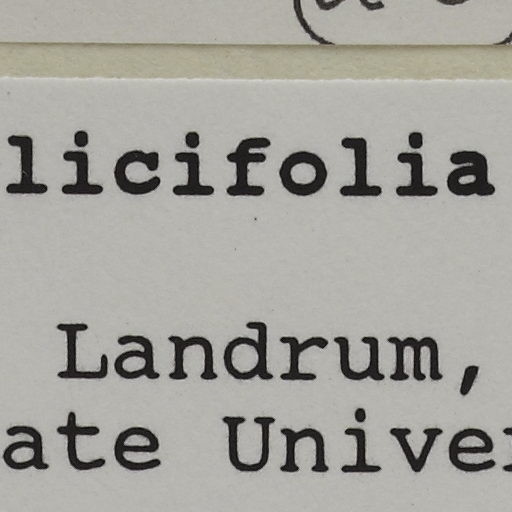 licifolia
Landrum,
ate Univer